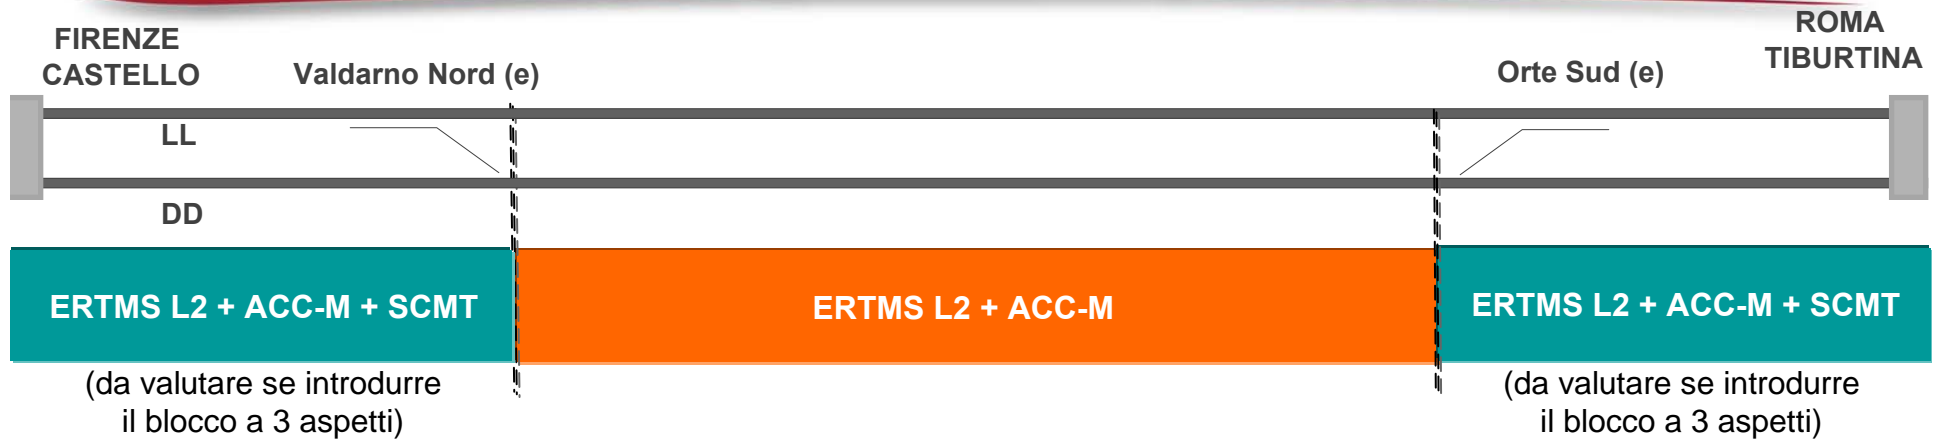 FIRENZE
CASTELLO
Valdarno Nord (e)
Orte Sud (e)
ROMA
TIBURTINA
LL
DD
ERTMS L2 + ACC-M + SCMT
ERTMS L2 + ACC-M
ERTMS L2 + ACC-M + SCMT
(da valutare se introdurre
il blocco a 3 aspetti)
(da valutare se introdurre
il blocco a 3 aspetti)